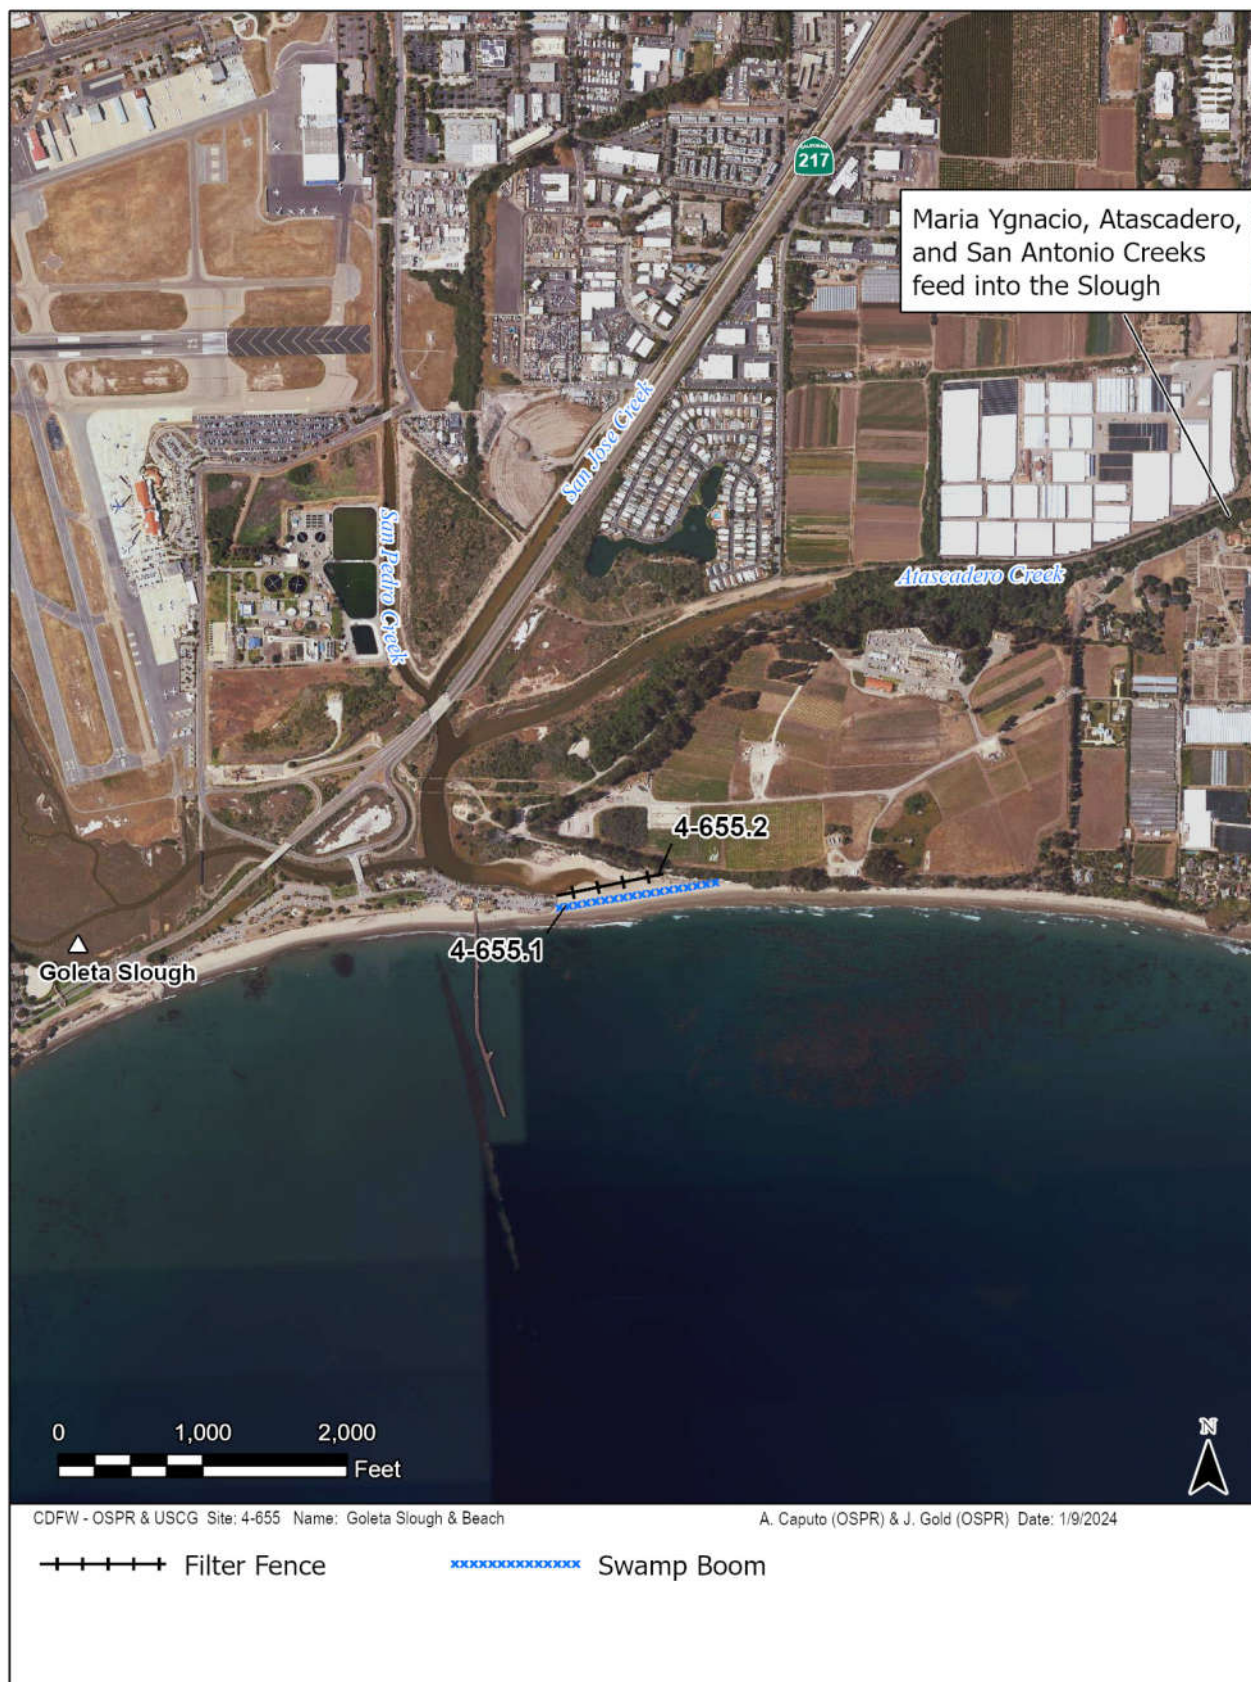 CALIFORNIA
217
Maria Ygnacio, Atascadero,
and San Antonio Creeks
feed into the Slough
San Jose Creek
San Pedro Creek
Atascadero Creek
4-655.2
4-655.1
Goleta Slough
0 1,000 2,000
Feet
N
CDFW - OSPR & USCG Site: 4-655 Name: Goleta Slough & Beach
A. Caputo (OSPR) & J. Gold (OSPR) Date: 1/9/2024
Filter Fence
Swamp Boom